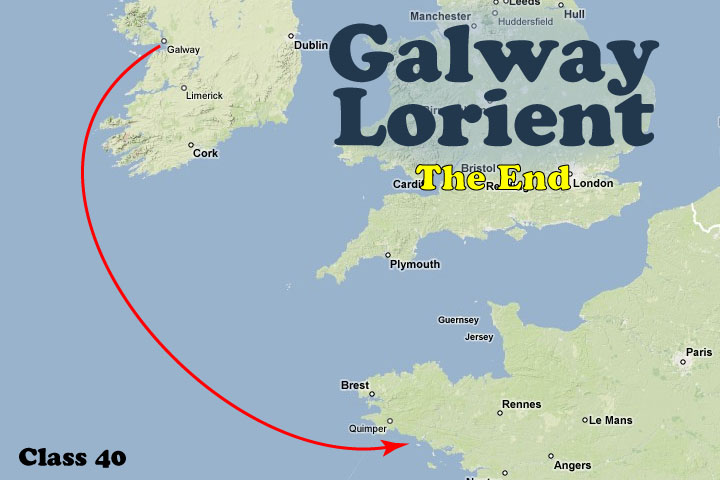 Leeds
Manchester
Huddersfield
Hull
Galway
Dublin
Galway
Limerick
Lorient
Cork
Bristol
Cardi
The End
London
Plymouth
Guernsey
Jersey
Paris
Brest
Rennes
Quimper
Le Mans
Class 40
Angers